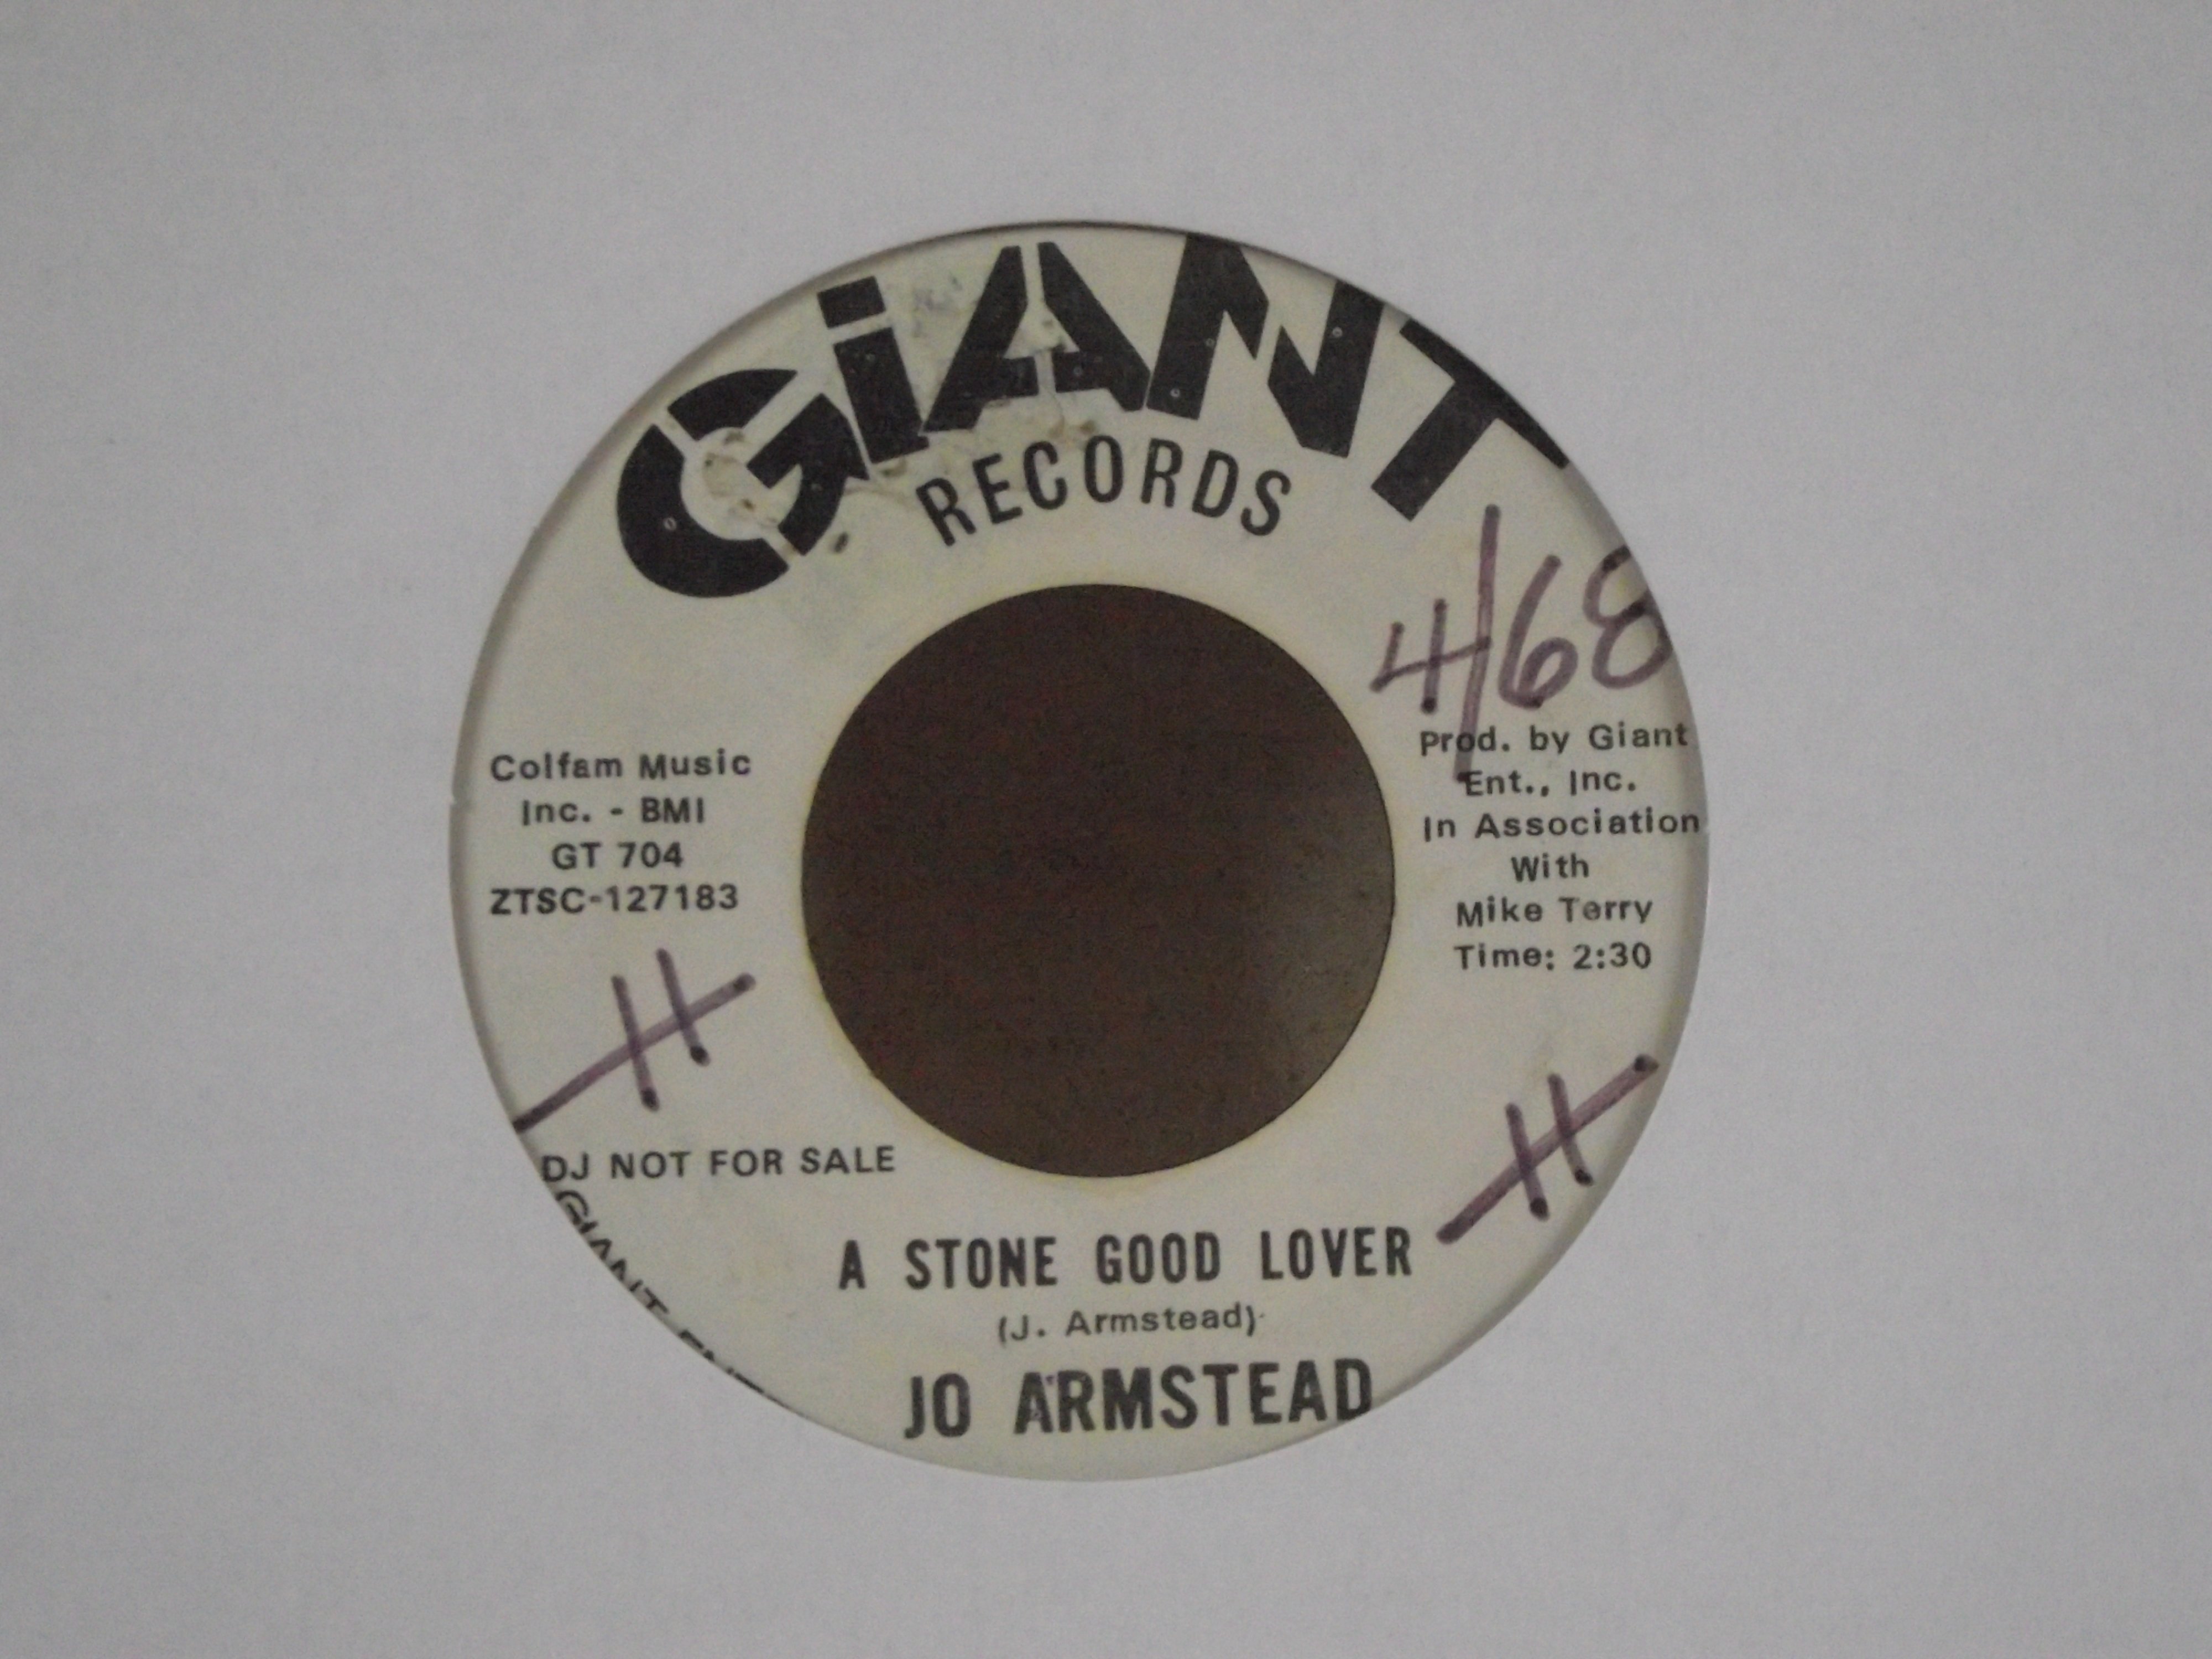 GiANT
RECORDS
4/68
Colfam Music
Inc. - BMI
GT 704
ZTSC-127183
Prod. by Giant
Ent., Inc.
In Association
With
Mike Terry
Time: 2:30
DJ NOT FOR SALE
GIANT
A STONE GOOD LOVER
(J. Armstead)
JO ARMSTEAD